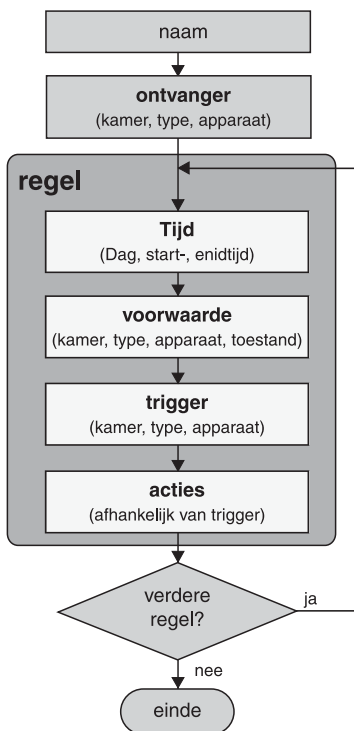 naam
ontvanger
(kamer, type, apparaat)
regel
Tijd
(Dag, start-, enidtijd)
voorwaarde
(kamer, type, apparaat, toestand)
trigger
(kamer, type, apparaat)
acties
(afhankelijk van trigger)
verdere
regel?
ja
nee
einde